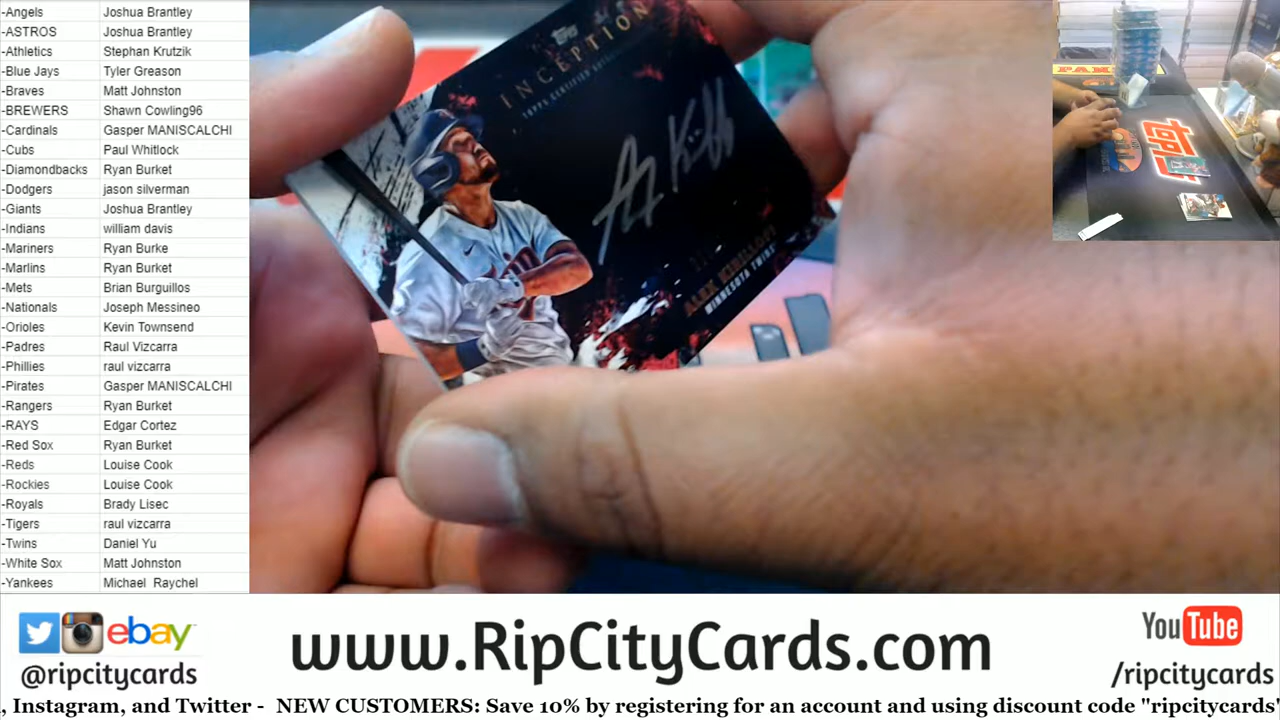 -Angels Joshua Brantley
-ASTROS Joshua Brantley
-Athletics Stephan Krutzik
-Blue Jays Tyler Greason
-Braves Matt Johnston
-BREWERS Shawn Cowling96
-Cardinals Gasper MANISCALCHI
-Cubs Paul Whitlock
-Diamondbacks Ryan Burket
-Dodgers jason silverman
-Giants Joshua Brantley
-Indians william davis
-Mariners Ryan Burke
-Marlins Ryan Burket
-Mets Brian Burguillos
-Nationals Joseph Messineo
-Orioles Kevin Townsend
-Padres Raul Vizcarra
-Phillies raul vizcarra
-Pirates Gasper MANISCALCHI
-Rangers Ryan Burket
-RAYS Edgar Cortez
-Red Sox Ryan Burket
-Reds Louise Cook
-Rockies Louise Cook
-Royals Brady Lisec
-Tigers raul vizcarra
-Twins Daniel Yu
-White Sox Matt Johnston
-Yankees Michael Raychel
topps
INCEPTION
TOPPS CERTIFIED
ALEX KIRILLOFF
MINNESOTA TWINS
ebay
@ripcitycards
www.RipCityCards.com
YouTube
/ripcitycards
, Instagram, and Twitter - NEW CUSTOMERS: Save 10% by registering for an account and using discount code "ripcitycards